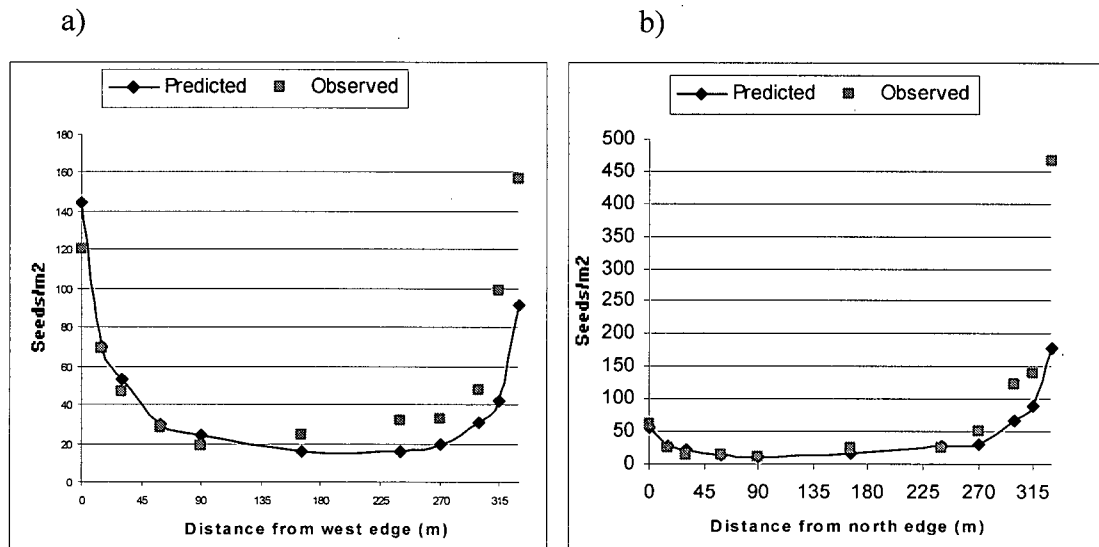 a)
b)
Predicted Observed
180
160
140
120
100
80
60
40
20
0
Seeds/m2
0 45 90 135 180 225 270 315
Distance from west edge (m)
Predicted Observed
500
450
400
350
300
250
200
150
100
50
0
Seeds/m2
0 45 90 135 180 225 270 315
Distance from north edge (m)